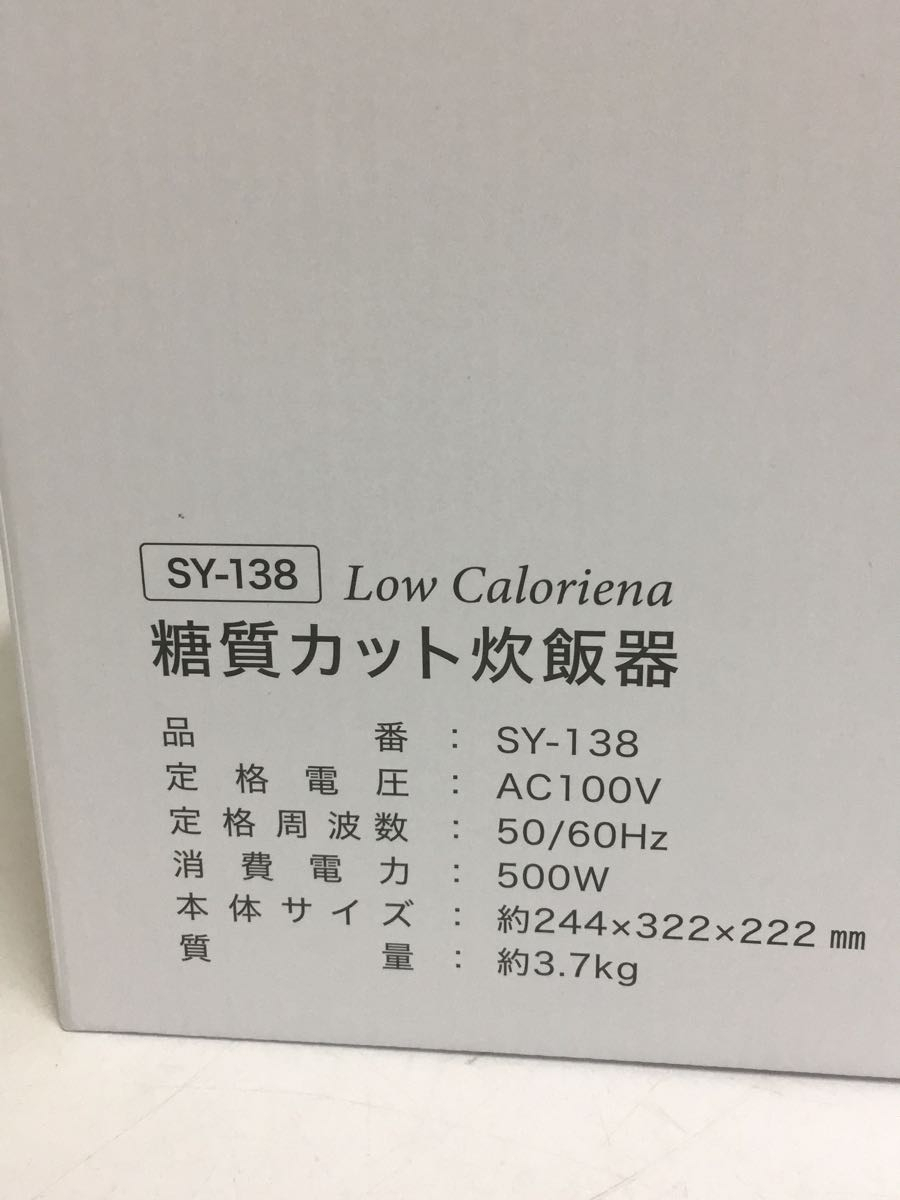 SY-138 Low Caloriena
糖質カット炊飯器
品番：SY-138
定格電圧：AC100V
定格周波数：50/60Hz
消費電力：500W
本体サイズ：約244×322×222㎜
質量：約3.7kg